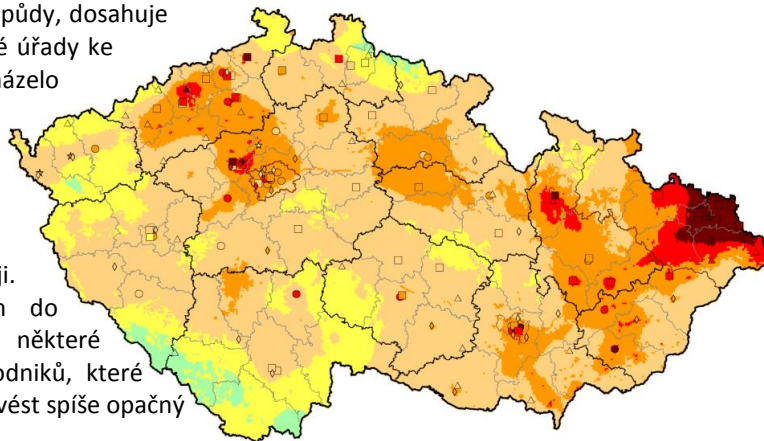 půdy, dosahuje
é úřady ke
ázelo
ji.
do
některé
odniků, které
vést spíše opačný